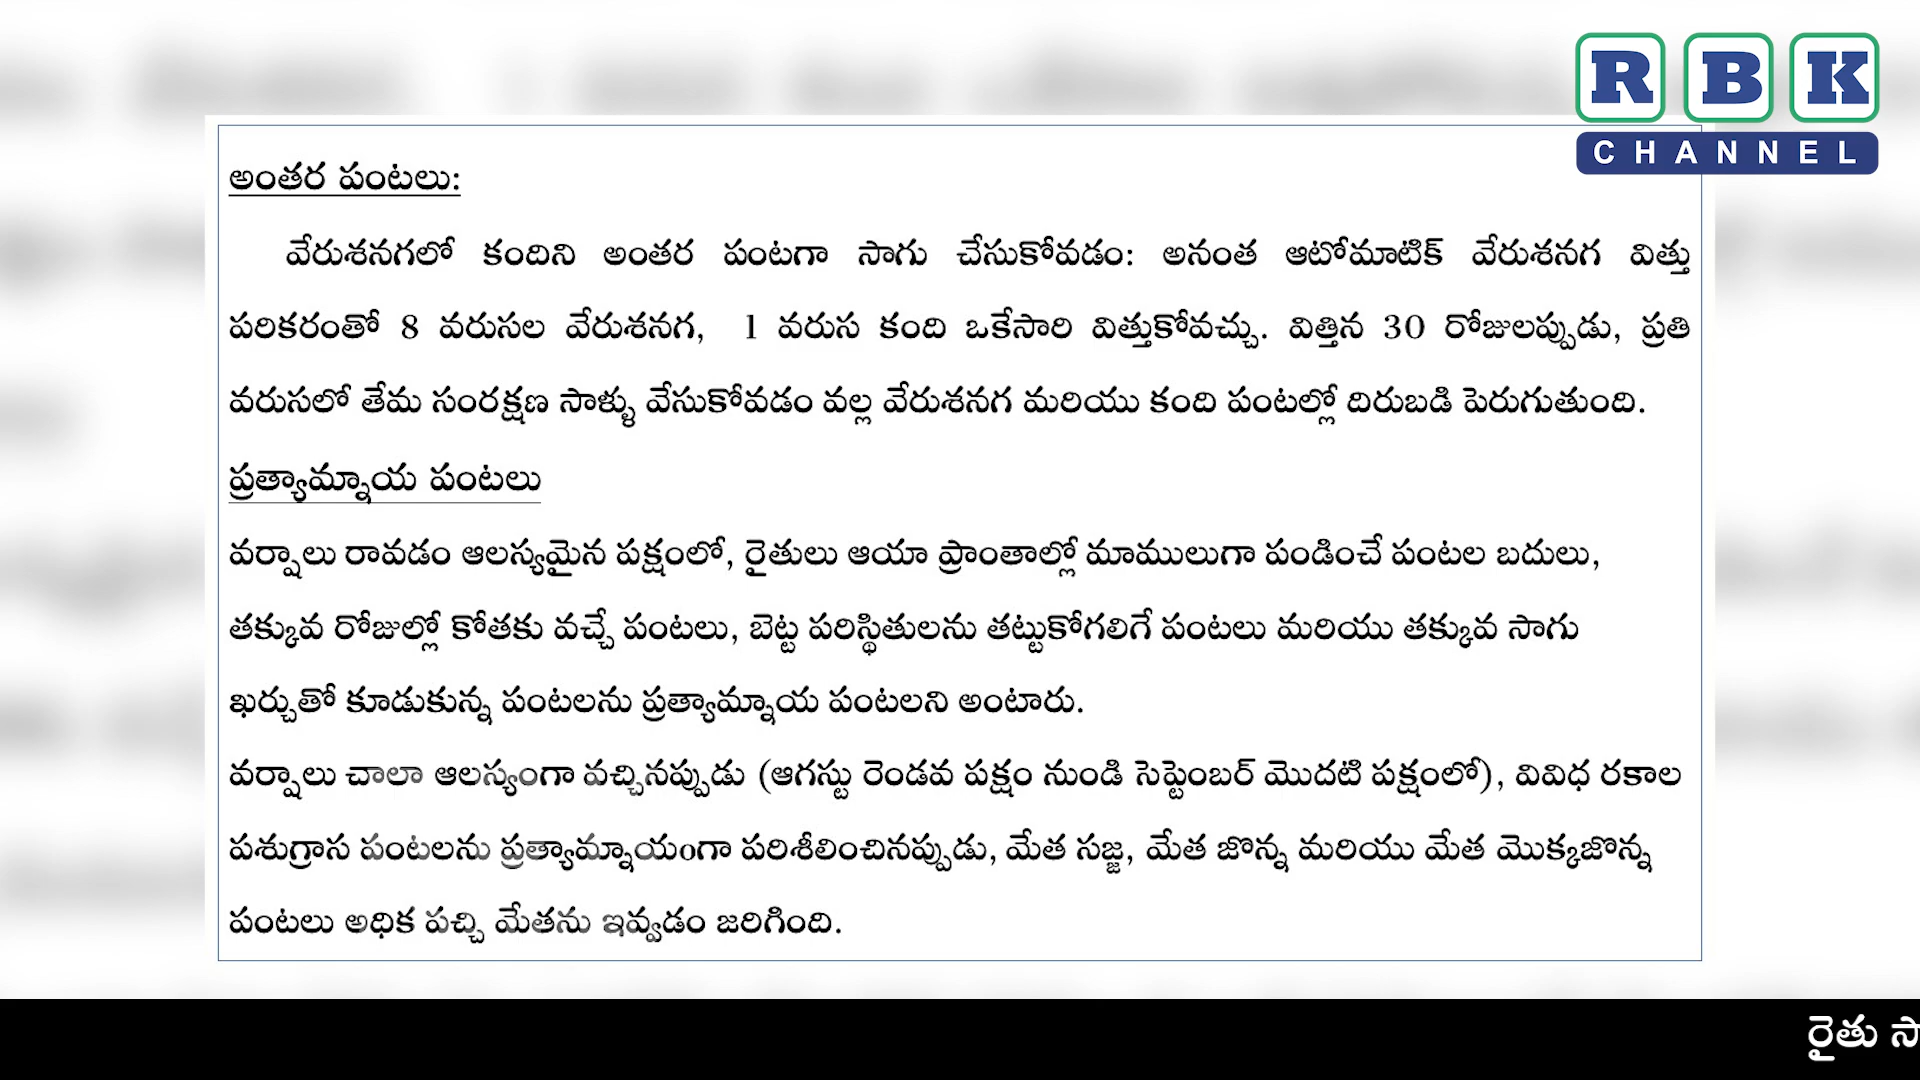 R B K
CHANNEL
అంతర పంటలు:
వేరుశనగలో కందిని అంతర పంటగా సాగు చేసుకోవడం: అనంత ఆటోమాటిక్ వేరుశనగ విత్తు
పరికరంతో 8 వరుసల వేరుశనగ, 1 వరుస కంది ఒకేసారి విత్తుకోవచ్చు. విత్తిన 30 రోజులప్పుడు, ప్రతి
వరుసలో తేమ సంరక్షణ సాళ్ళు వేసుకోవడం వల్ల వేరుశనగ మరియు కంది పంటల్లో దిరుబడి పెరుగుతుంది.
ప్రత్యామ్నాయ పంటలు
వర్షాలు రావడం ఆలస్యమైన పక్షంలో, రైతులు ఆయా ప్రాంతాల్లో మాములుగా పండించే పంటల బదులు,
తక్కువ రోజుల్లో కోతకు వచ్చే పంటలు, బెట్ట పరిస్థితులను తట్టుకోగలిగే పంటలు మరియు తక్కువ సాగు
ఖర్చుతో కూడుకున్న పంటలను ప్రత్యామ్నాయ పంటలని అంటారు.
వర్షాలు చాలా ఆలస్యంగా వచ్చినప్పుడు (ఆగస్టు రెండవ పక్షం నుండి సెప్టెంబర్ మొదటి పక్షంలో), వివిధ రకాల
పశుగ్రాస పంటలను ప్రత్యామ్నాయంగా పరిశీలించినప్పుడు, మేత సజ్జ, మేత జొన్న మరియు మేత మొక్కజొన్న
పంటలు అధిక పచ్చి మేతను ఇవ్వడం జరిగింది.
రైతు సా